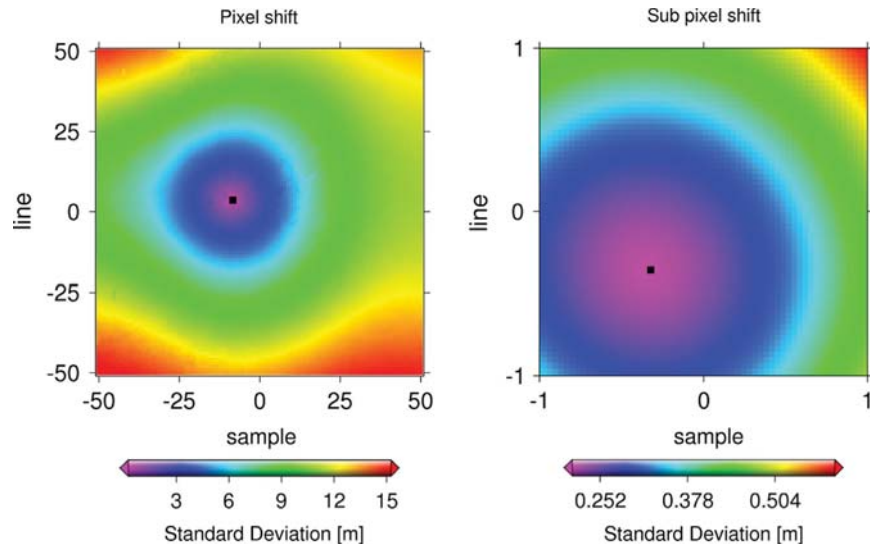 Pixel shift
50
25
0
-25
-50
line
-50 -25 0 25 50
sample
3 6 9 12 15
Standard Deviation [m]
Sub pixel shift
1
0
-1
line
-1 0 1
sample
0.252 0.378 0.504
Standard Deviation [m]